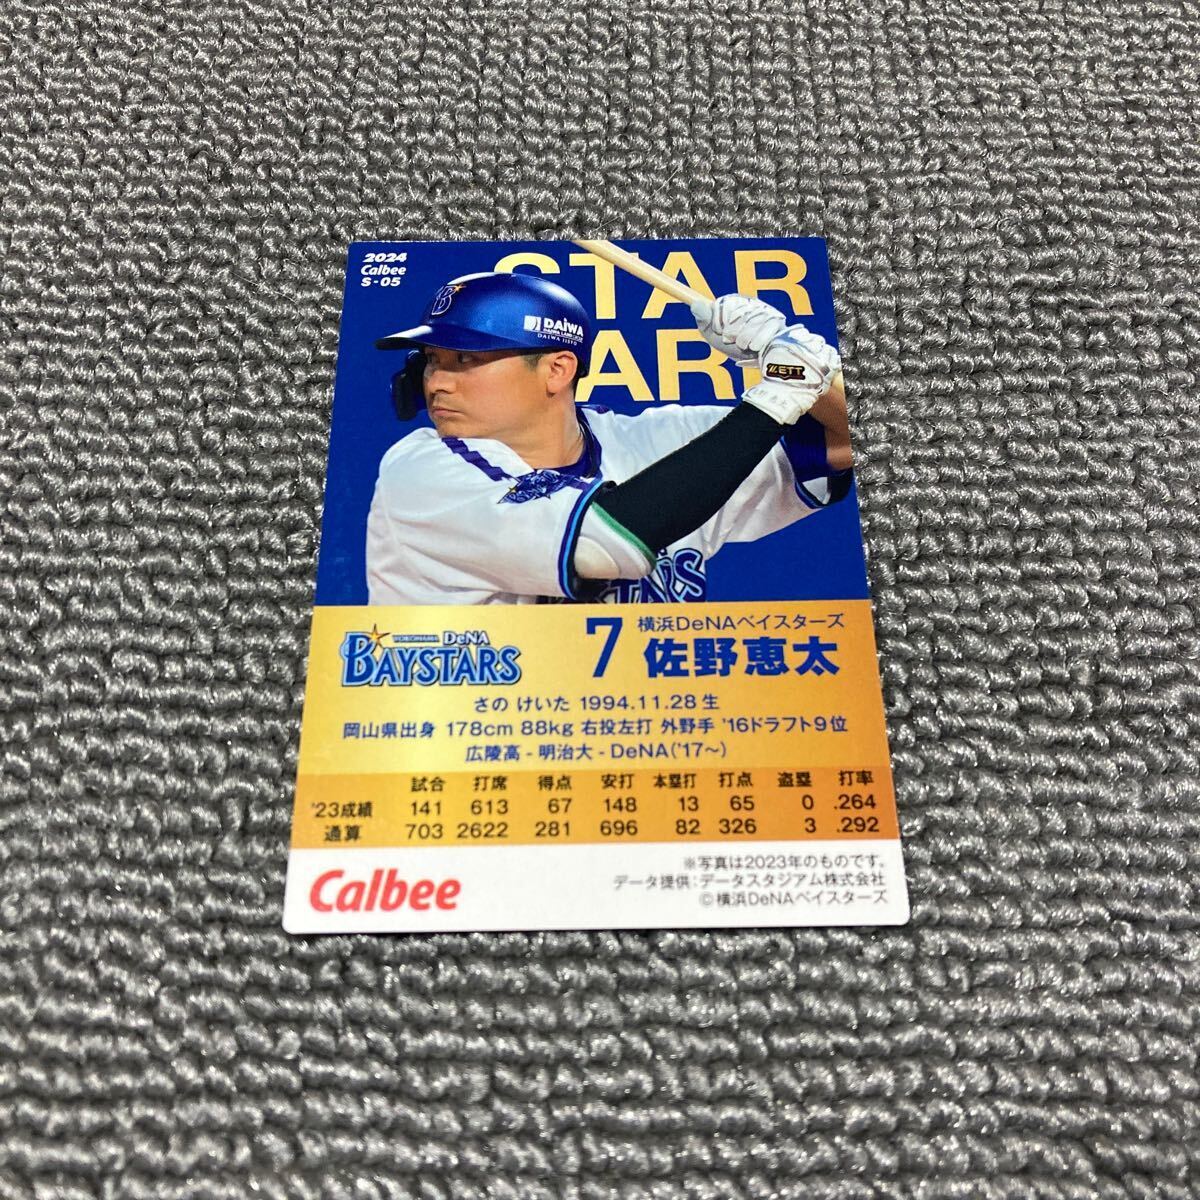 2024
Calbee
S-05
STAR
CARD
DAIWA
DAIWA JISYO
ZETT
YOKOHAMA DeNA
BAYSTARS
7
横浜DeNAベイスターズ
佐野恵太
さの けいた 1994.11.28生
岡山県出身 178cm 88kg 右投左打 外野手 '16ドラフト9位
広陵高 - 明治大 - DeNA('17〜)
試合 打席 得点 安打 本塁打 打点 盗塁 打率
'23成績 141 613 67 148 13 65 0 .264
通算 703 2622 281 696 82 326 3 .292
Calbee
※写真は2023年のものです。
データ提供:データスタジアム株式会社
©横浜DeNAベイスターズ